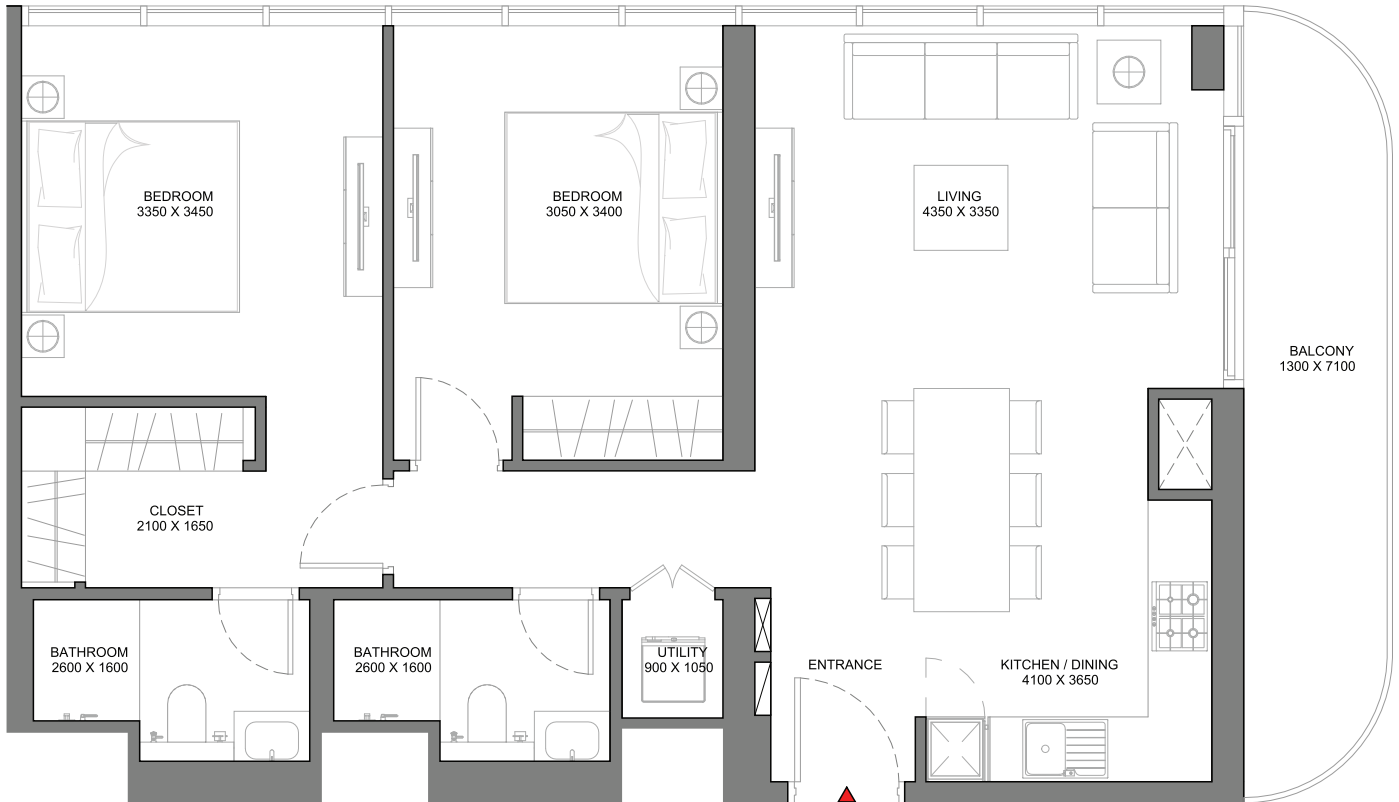 BEDROOM
3350 X 3450
BEDROOM
3050 X 3400
LIVING
4350 X 3350
BALCONY
1300 X 7100
CLOSET
2100 X 1650
BATHROOM
2600 X 1600
BATHROOM
2600 X 1600
UTILITY
900 X 1050
ENTRANCE
KITCHEN / DINING
4100 X 3650